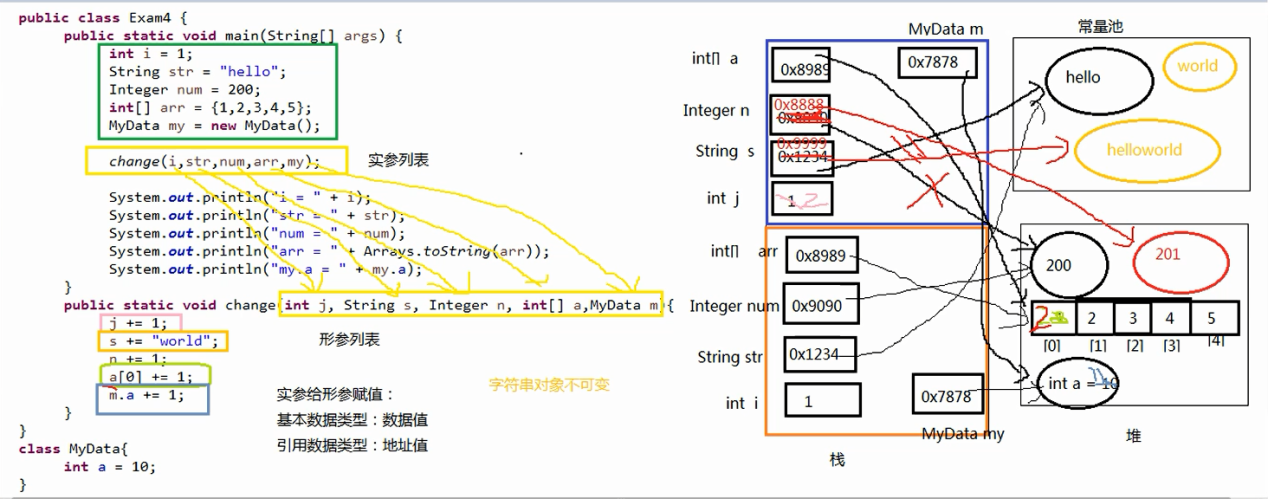 public class Exam4 {
public static void main(String[] args) {
int i = 1;
String str = "hello";
Integer num = 200;
int[] arr = {1,2,3,4,5};
MyData my = new MyData();
change(i,str,num,arr,my);
实参列表
System.out.println("i = " + i);
System.out.println("str = " + str);
System.out.println("num = " + num);
System.out.println("arr = " + Arrays.toString(arr));
System.out.println("my.a = " + my.a);
}
public static void change(int j, String s, Integer n, int[] a,MyData m){
j += 1;
s += "world";
n += 1;
a[0] += 1;
m.a += 1;
}
}
class MyData{
int a = 10;
}
形参列表
实参给形参赋值：
基本数据类型：数据值
引用数据类型：地址值
字符串对象不可变
MyData m
int[] a
0x8989
0x7878
Integer n
0x8888
String s
0x9999
0x1234
int j
1
2
int[] arr
0x8989
Integer num
0x9090
String str
0x1234
int i
1
0x7878
MyData my
栈
常量池
hello
world
helloworld
200
201
2
2
3
4
5
[0]
[1]
[2]
[3]
[4]
int a =
堆